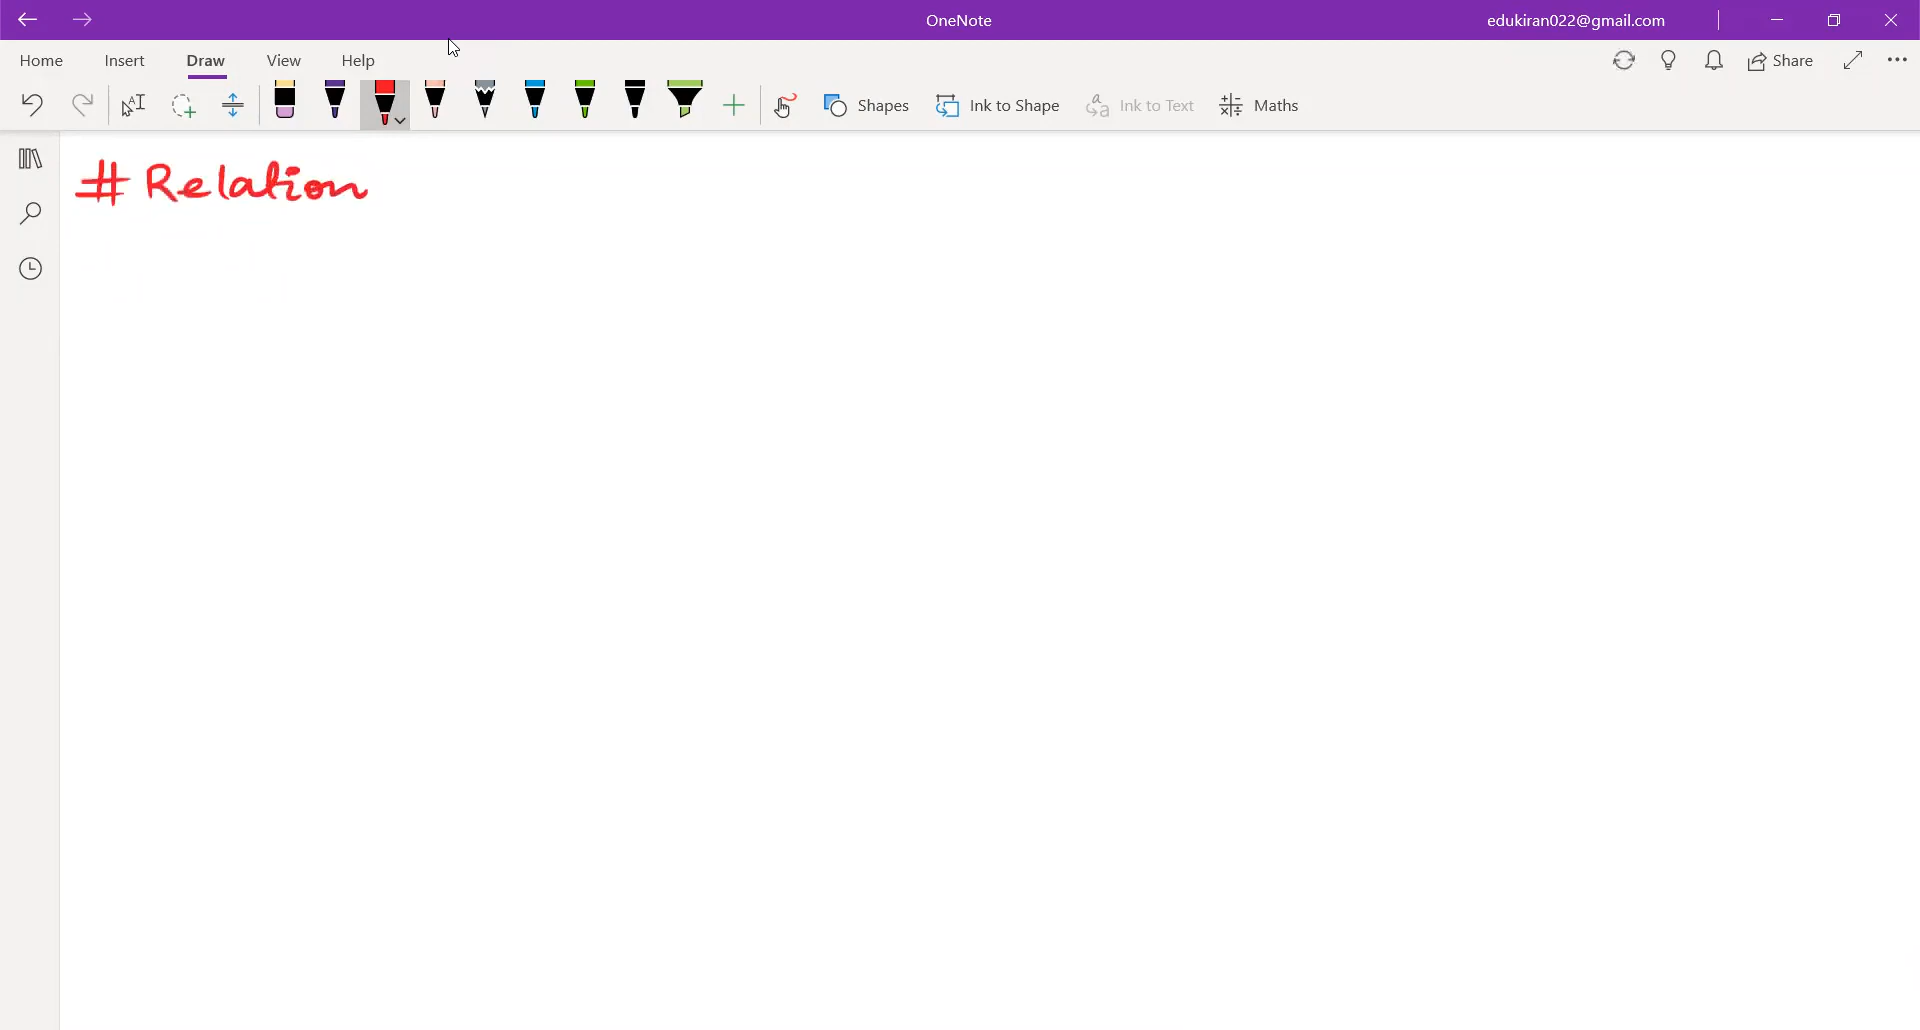 OneNote
edukiran022@gmail.com
Home Insert Draw View Help Share
Shapes Ink to Shape Ink to Text Maths
# Relation